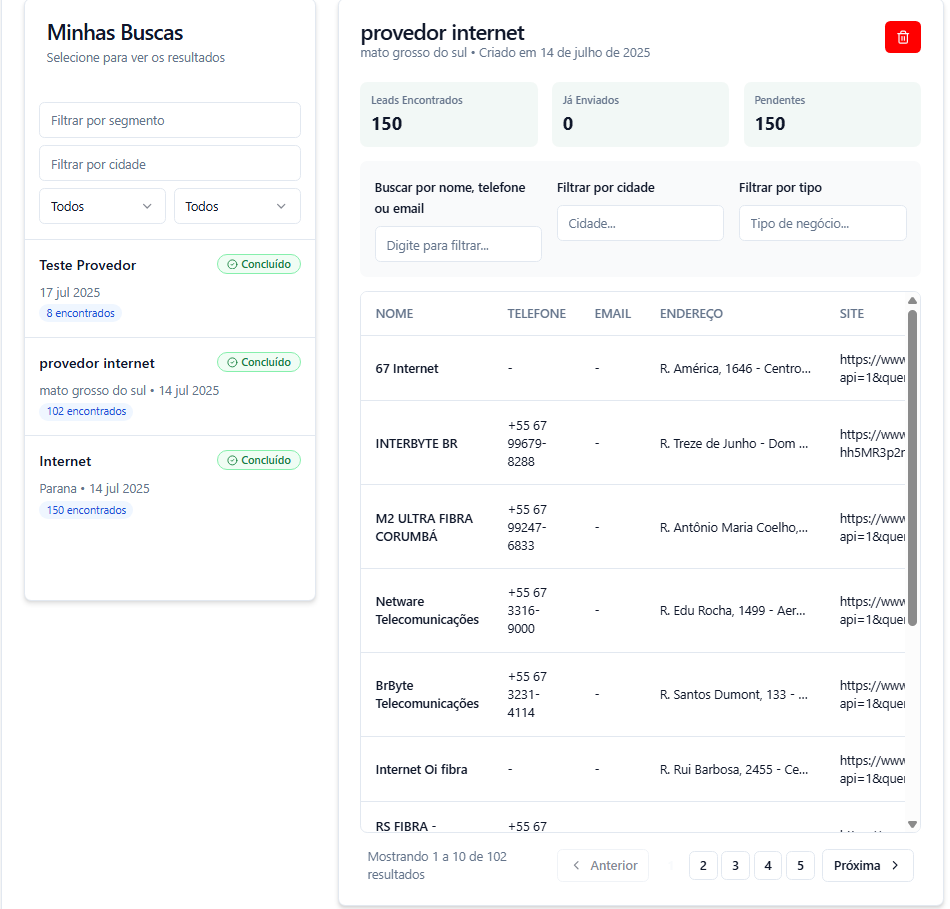 Minhas Buscas
Selecione para ver os resultados
Filtrar por segmento
Filtrar por cidade
Todos
Todos
Teste Provedor
Concluído
17 jul 2025
8 encontrados
provedor internet
Concluído
mato grosso do sul • 14 jul 2025
102 encontrados
Internet
Concluído
Parana • 14 jul 2025
150 encontrados
provedor internet
mato grosso do sul • Criado em 14 de julho de 2025
Leads Encontrados
150
Já Enviados
0
Pendentes
150
Buscar por nome, telefone
ou email
Digite para filtrar...
Filtrar por cidade
Cidade...
Filtrar por tipo
Tipo de negócio...
NOME TELEFONE EMAIL ENDEREÇO SITE
67 Internet - - R. América, 1646 - Centro...
https://www
api=1&quer
INTERBYTE BR
+55 67
99679-
8288
-
R. Treze de Junho - Dom ...
https://www
hh5MR3p2r
M2 ULTRA FIBRA
CORUMBÁ
+55 67
99247-
6833
-
R. Antônio Maria Coelho,...
https://www
api=1&quer
Netware
Telecomunicações
+55 67
3316-
9000
-
R. Edu Rocha, 1499 - Aer...
https://www
api=1&quer
BrByte
Telecomunicações
+55 67
3231-
4114
-
R. Santos Dumont, 133 - ...
https://www
api=1&quer
Internet Oi fibra - - R. Rui Barbosa, 2455 - Ce...
https://www
api=1&quer
RS FIBRA -
+55 67
Mostrando 1 a 10 de 102
resultados
Anterior
2
3
4
5
Próxima